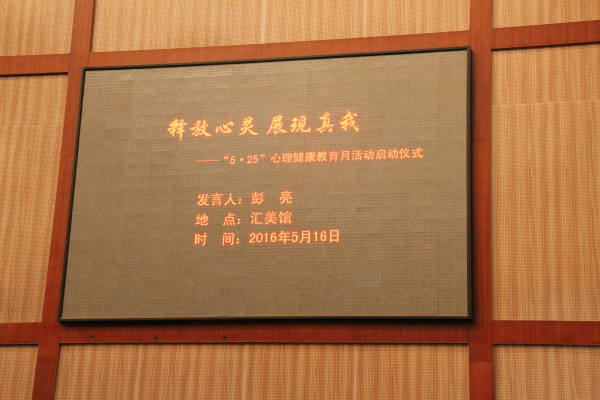 释放心灵 展现真我
——“5·25”心理健康教育月活动启动仪式
发言人：彭 亮
地 点：汇美馆
时 间：2016年5月16日